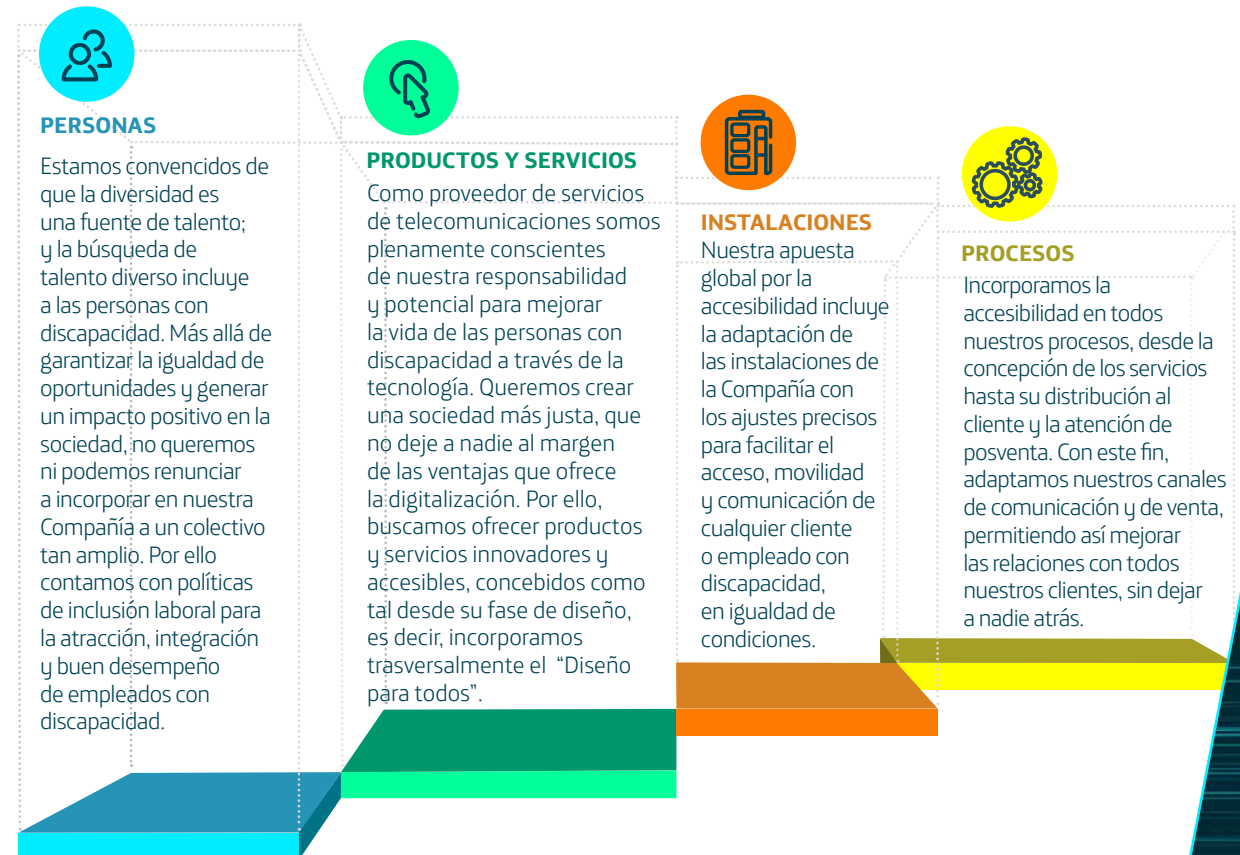 PERSONAS
Estamos convencidos de
que la diversidad es
una fuente de talento;
y la búsqueda de
talento diverso incluye
a las personas con
discapacidad. Más allá de
garantizar la igualdad de
oportunidades y generar
un impacto positivo en la
sociedad, no queremos
ni podemos renunciar
a incorporar en nuestra
Compañía a un colectivo
tan amplio. Por ello
contamos con políticas
de inclusión laboral para
la atracción, integración
y buen desempeño
de empleados con
discapacidad.
PRODUCTOS Y SERVICIOS
Como proveedor de servicios
de telecomunicaciones somos
plenamente conscientes
de nuestra responsabilidad
y potencial para mejorar
la vida de las personas con
discapacidad a través de la
tecnología. Queremos crear
una sociedad más justa, que
no deje a nadie al margen
de las ventajas que ofrece
la digitalización. Por ello,
buscamos ofrecer productos
y servicios innovadores y
accesibles, concebidos como
tal desde su fase de diseño,
es decir, incorporamos
trasversalmente el “Diseño
para todos”.
INSTALACIONES
Nuestra apuesta
global por la
accesibilidad incluye
la adaptación de
las instalaciones de
la Compañía con
los ajustes precisos
para facilitar el
acceso, movilidad
y comunicación de
cualquier cliente
o empleado con
discapacidad,
en igualdad de
condiciones.
PROCESOS
Incorporamos la
accesibilidad en todos
nuestros procesos, desde la
concepción de los servicios
hasta su distribución al
cliente y la atención de
posventa. Con este fin,
adaptamos nuestros canales
de comunicación y de venta,
permitiendo así mejorar
las relaciones con todos
nuestros clientes, sin dejar
a nadie atrás.